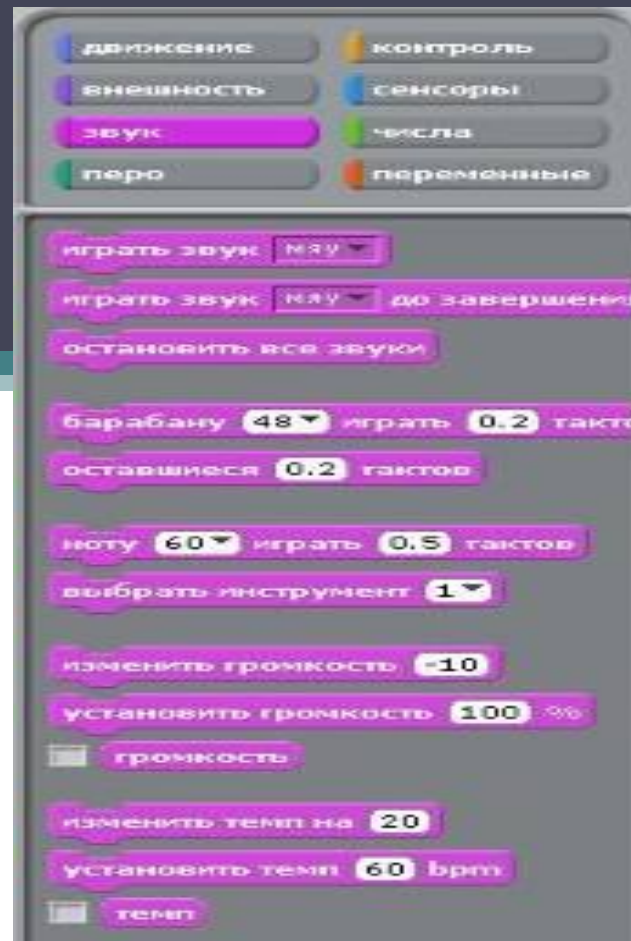 движение контроль
внешность сенсоры
звук числа
перо переменные
играть звук мяу
играть звук мяу до завершени
остановить все звуки
барабану 48 играть 0.2 такто
оставшиеся 0.2 тактов
ноту 60 играть 0.5 тактов
выбрать инструмент 1
изменить громкость -10
установить громкость 100 %
громкость
изменить темп на 20
установить темп 60 bpm
темп